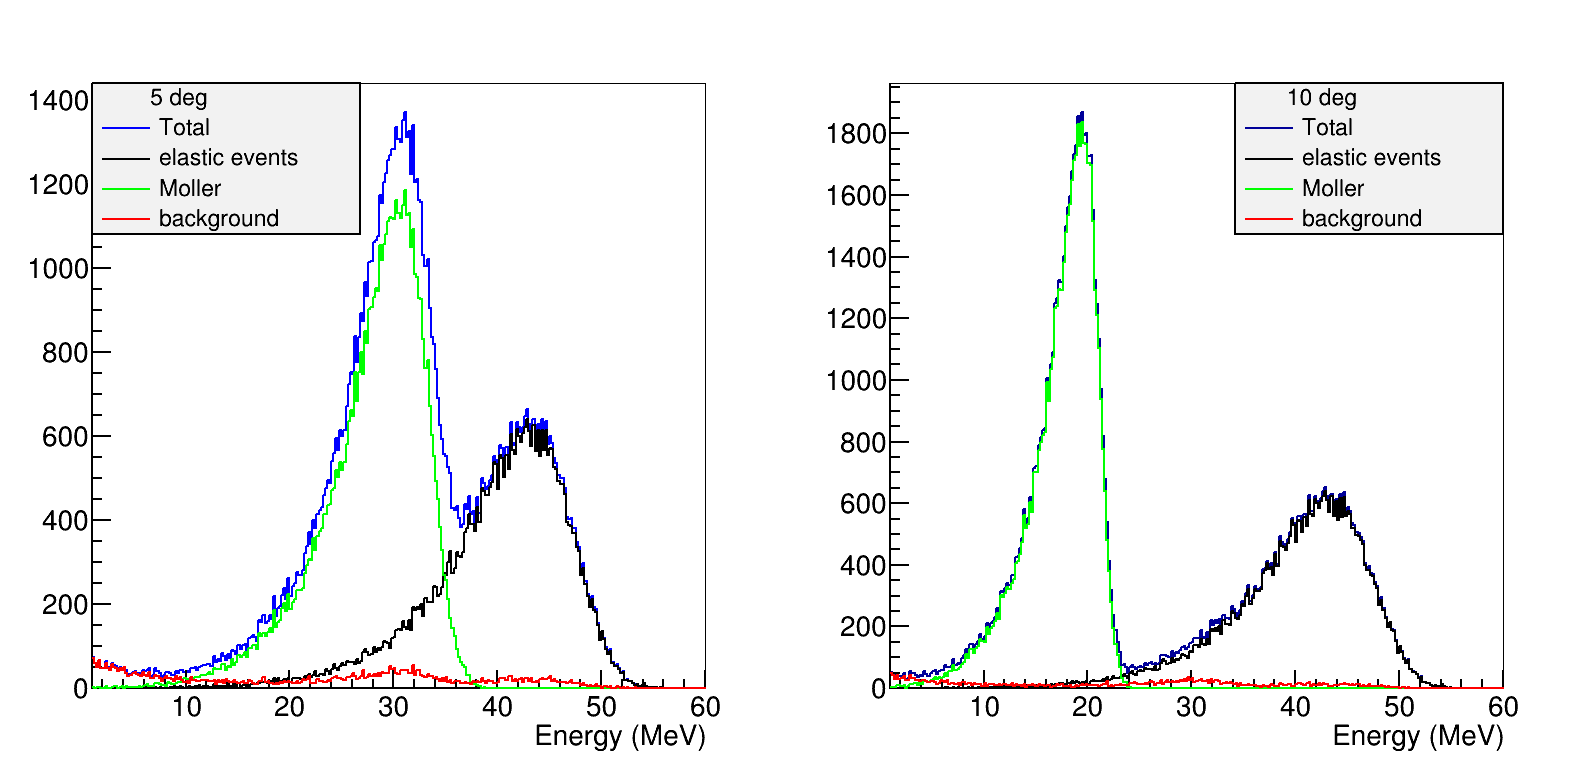 5 deg
Total
elastic events
Moller
background
1400
1200
1000
800
600
400
200
0
10 20 30 40 50 60
Energy (MeV)
10 deg
Total
elastic events
Moller
background
1800
1600
1400
1200
1000
800
600
400
200
0
10 20 30 40 50 60
Energy (MeV)